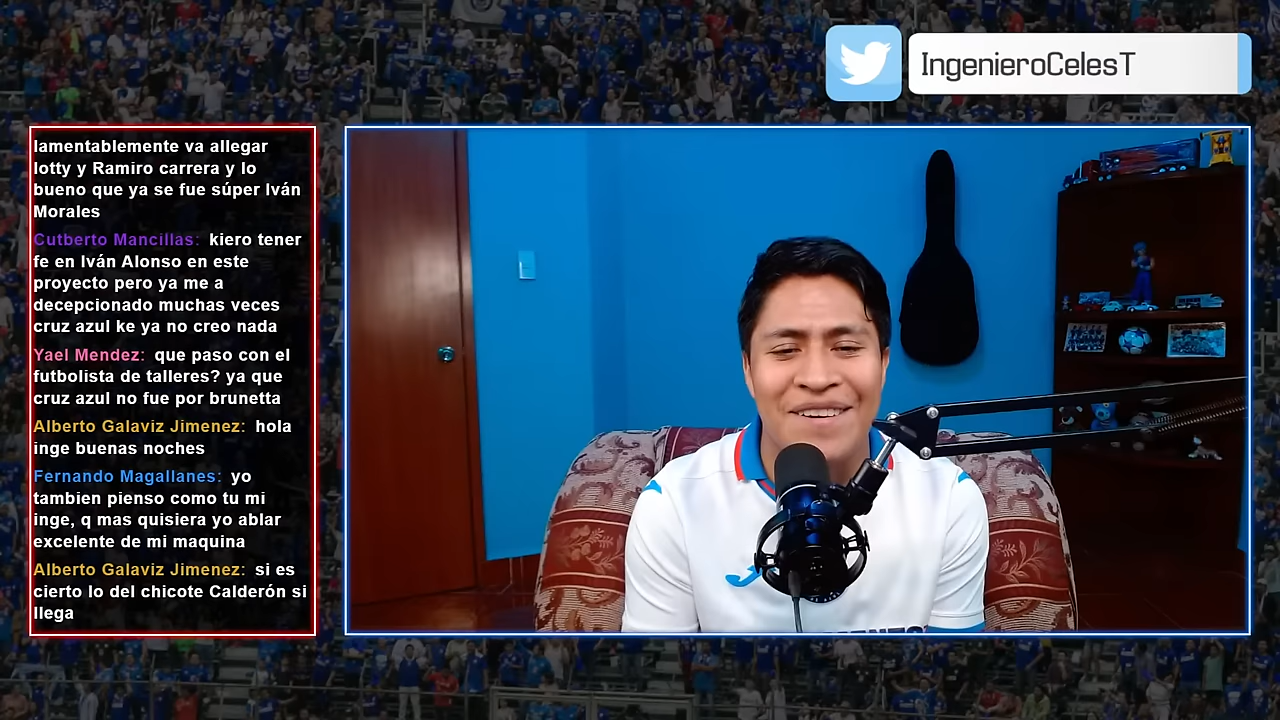 IngenieroCelesT
lamentablemente va allegar
lotty y Ramiro carrera y lo
bueno que ya se fue súper Iván
Morales
Cutberto Mancillas: kiero tener
fe en Iván Alonso en este
proyecto pero ya me a
decepcionado muchas veces
cruz azul ke ya no creo nada
Yael Mendez: que paso con el
futbolista de talleres? ya que
cruz azul no fue por brunetta
Alberto Galaviz Jimenez: hola
inge buenas noches
Fernando Magallanes: yo
tambien pienso como tu mi
inge, q mas quisiera yo ablar
excelente de mi maquina
Alberto Galaviz Jimenez: si es
cierto lo del chicote Calderón si
llega